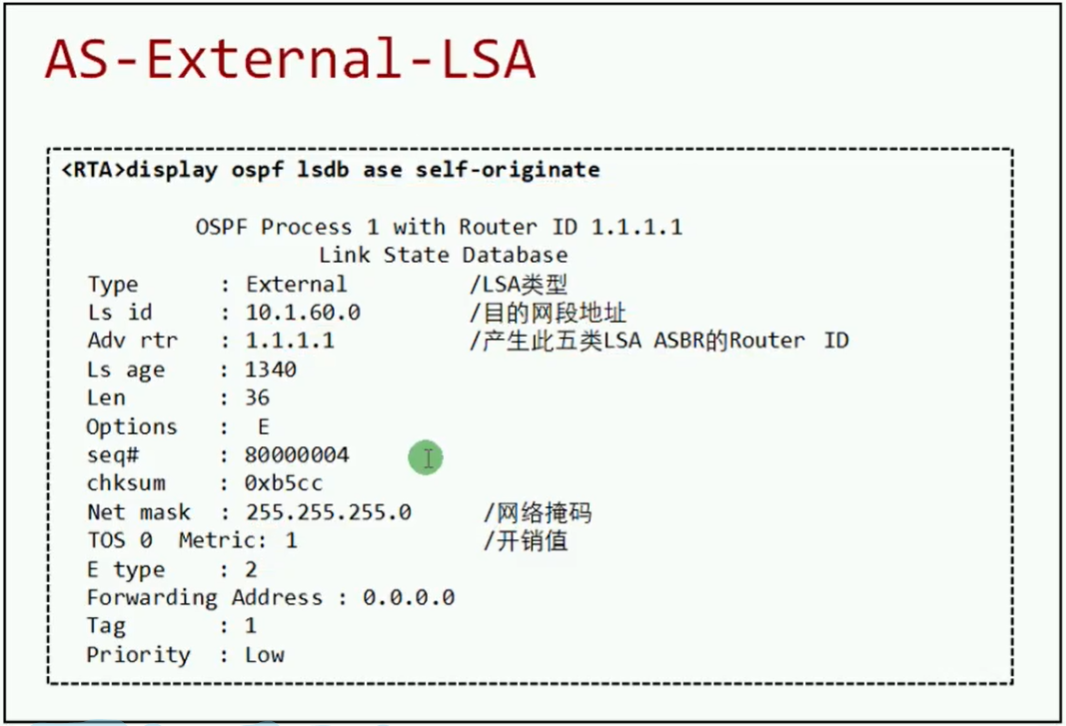 AS-External-LSA
<RTA>display ospf lsdb ase self-originate
OSPF Process 1 with Router ID 1.1.1.1
Link State Database
Type : External /LSA类型
Ls id : 10.1.60.0 /目的网段地址
Adv rtr : 1.1.1.1 /产生此五类LSA ASBR的Router ID
Ls age : 1340
Len : 36
Options : E
seq# : 80000004
chksum : 0xb5cc
Net mask : 255.255.255.0 /网络掩码
TOS 0 Metric: 1 /开销值
E type : 2
Forwarding Address : 0.0.0.0
Tag : 1
Priority : Low